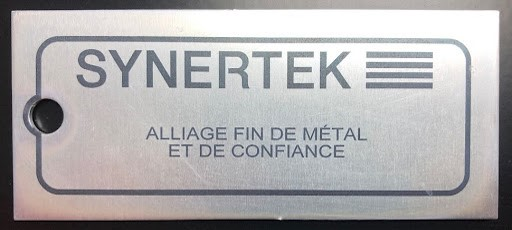 SYNERTEK
ALLIAGE FIN DE MÉTAL
ET DE CONFIANCE